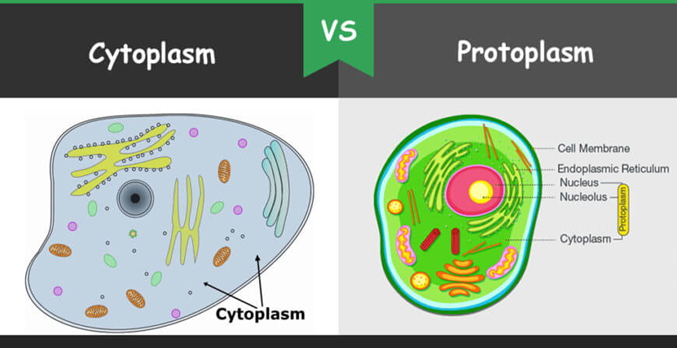 Cytoplasm
VS
Protoplasm
Cell Membrane
Endoplasmic Reticulum
Nucleus
Nucleolus
Protoplasm
Cytoplasm
Cytoplasm